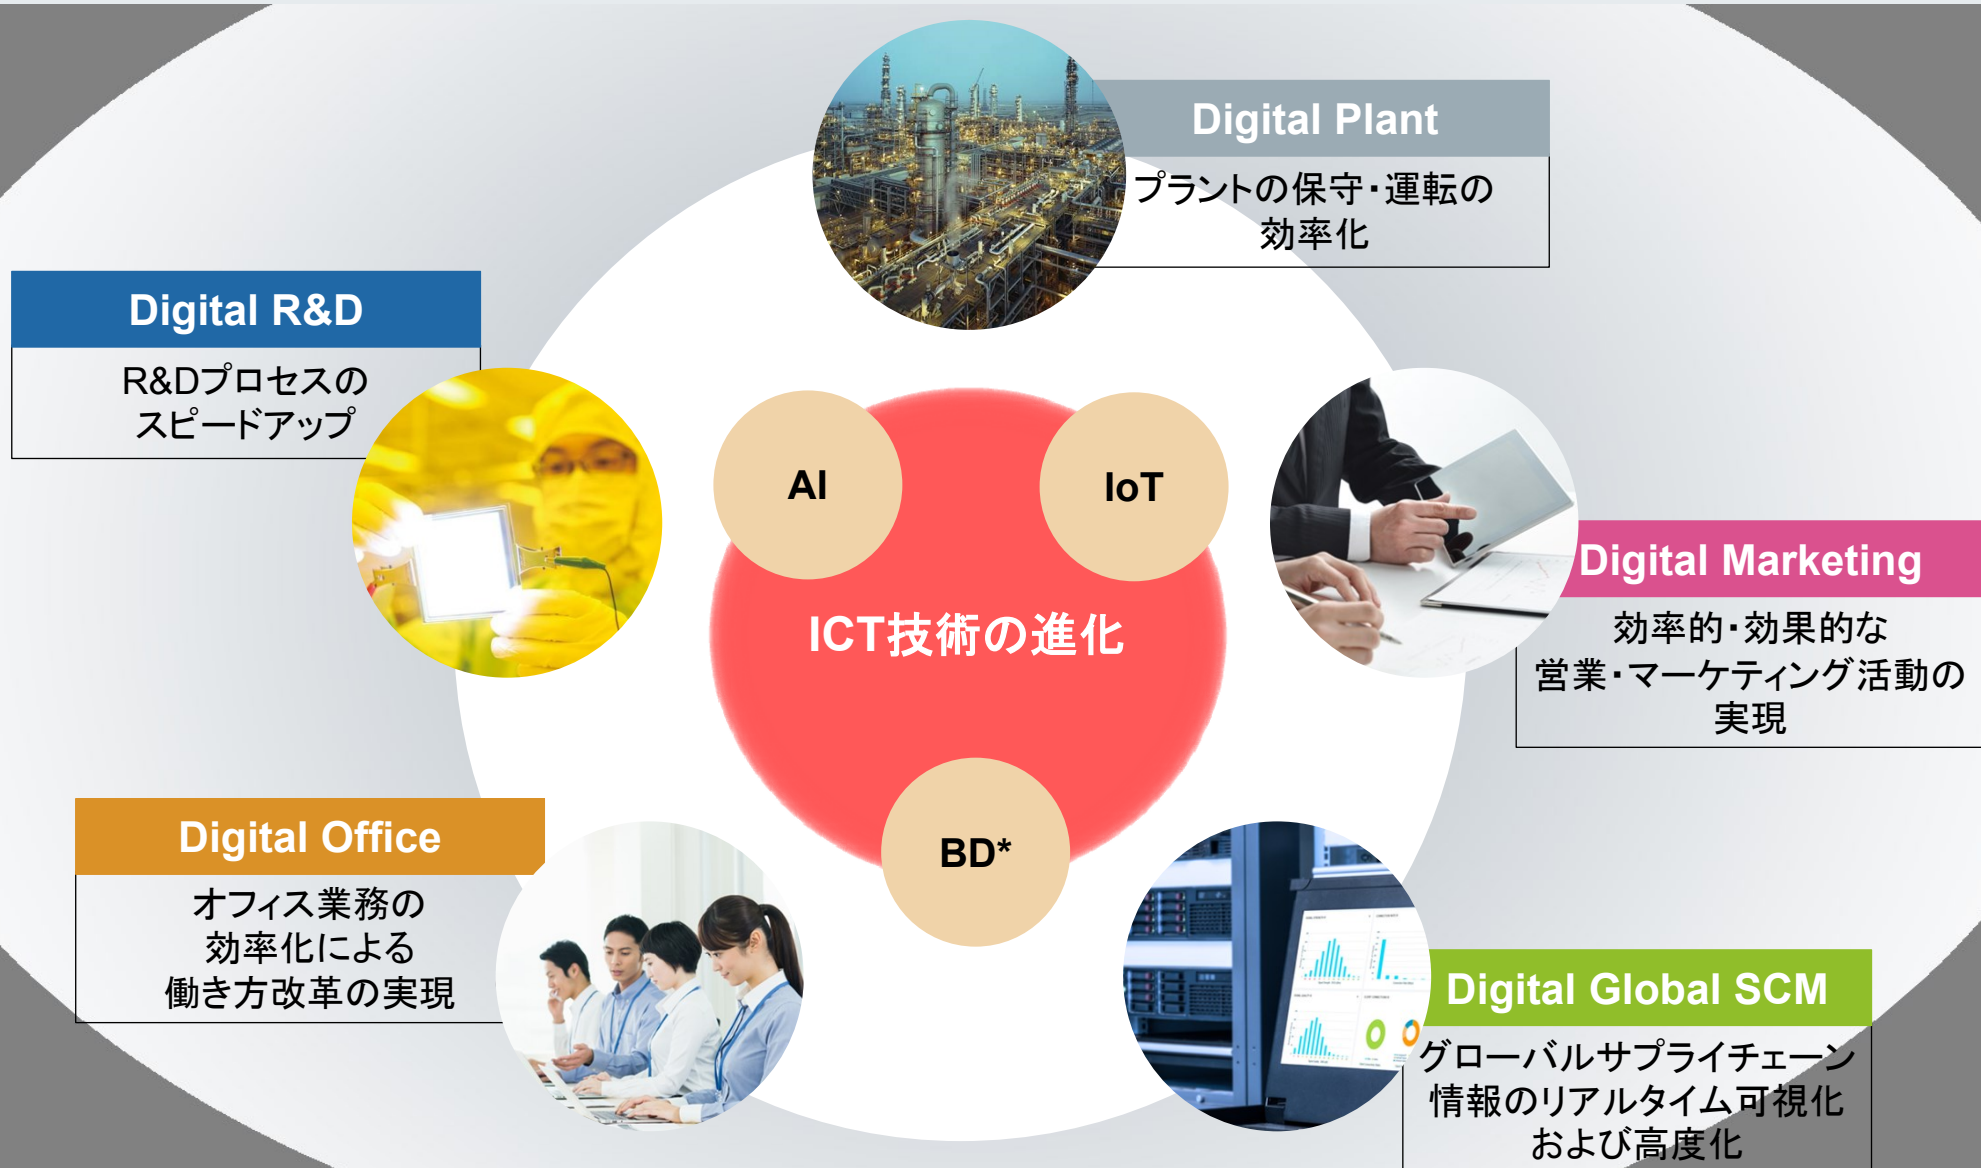 Digital Plant
プラントの保守・運転の
効率化
Digital R&D
R&Dプロセスの
スピードアップ
AI
IoT
ICT技術の進化
BD*
Digital Marketing
効率的・効果的な
営業・マーケティング活動の
実現
Digital Office
オフィス業務の
効率化による
働き方改革の実現
Digital Global SCM
グローバルサプライチェーン
情報のリアルタイム可視化
および高度化